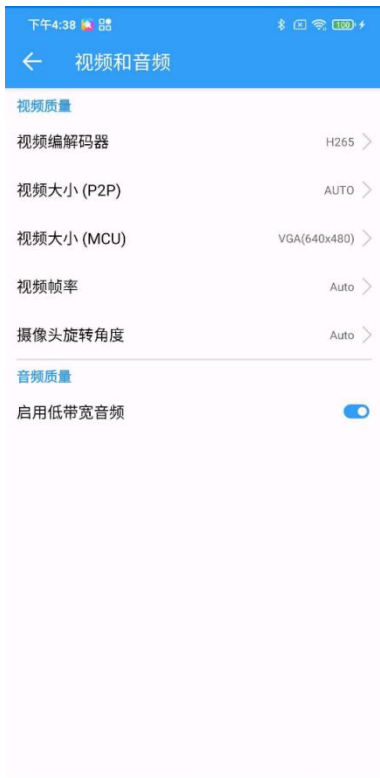 下午4:38
100
视频和音频
视频质量
视频编解码器 H265
视频大小 (P2P) AUTO
视频大小 (MCU) VGA(640x480)
视频帧率 Auto
摄像头旋转角度 Auto
音频质量
启用低带宽音频